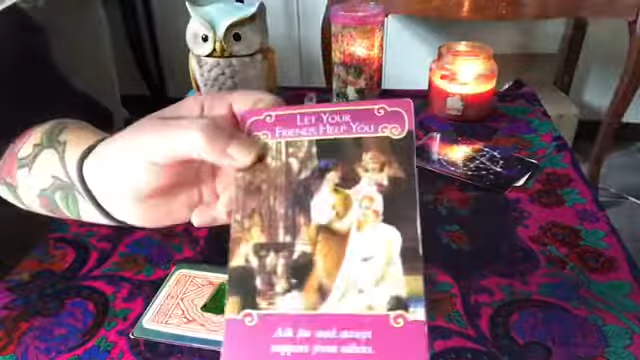 LET YOUR
FRIENDS HELP YOU
Ask for and accept
support from others.